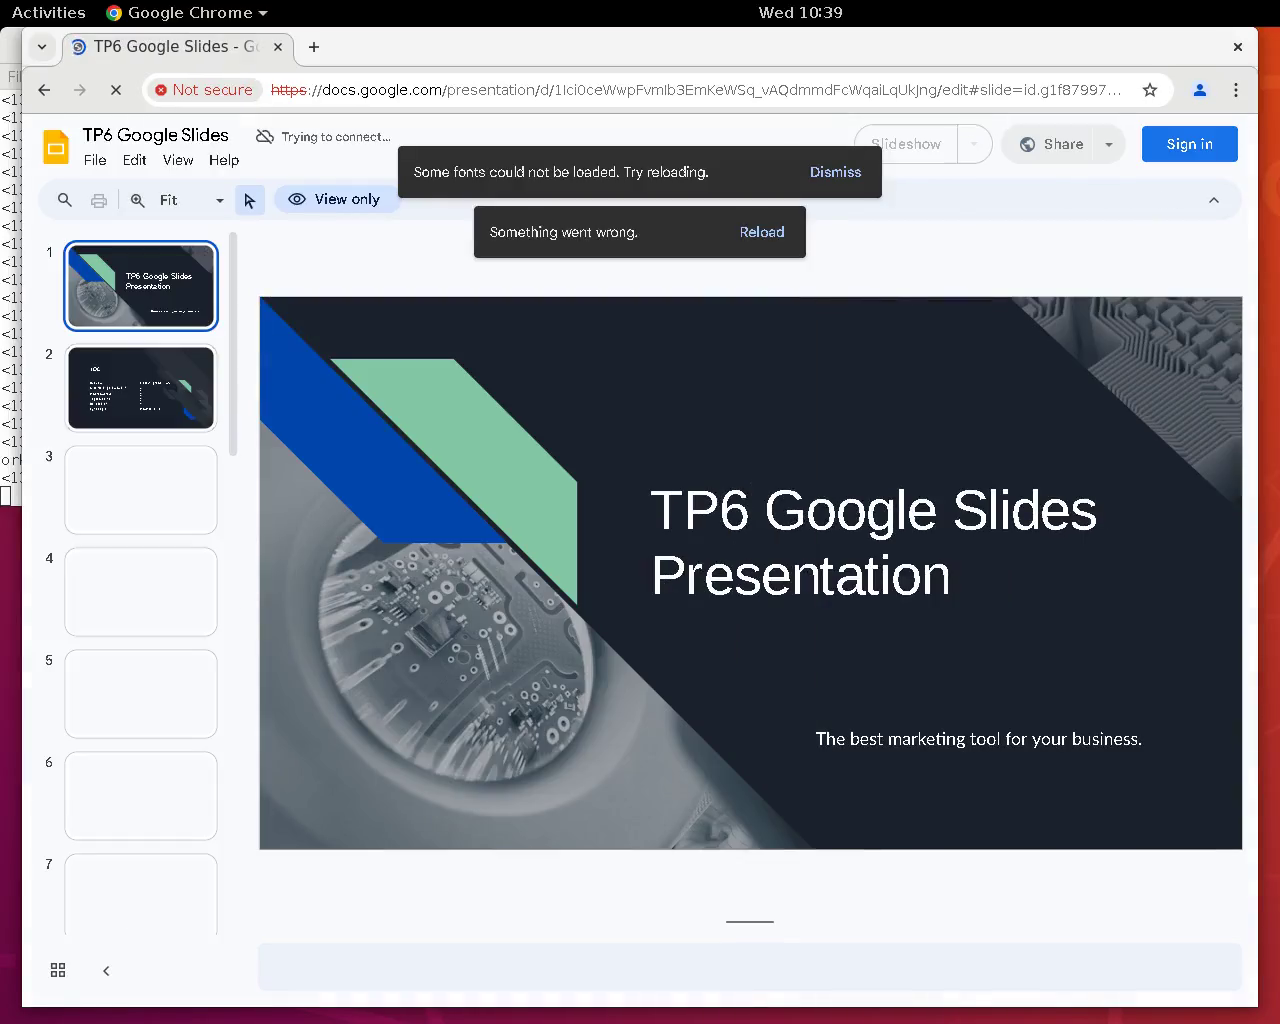 Activities
Google Chrome
Wed 10:39
TP6 Google Slides - Go
Not secure
https://docs.google.com/presentation/d/1Ici0ceWwpFvmIb3EmKeWSq_vAQdmmdFcWqaiLqUkJng/edit#slide=id.g1f87997...
TP6 Google Slides
Trying to connect...
File Edit View Help
Slideshow
Share
Sign in
Some fonts could not be loaded. Try reloading.
Dismiss
Fit
View only
Something went wrong.
Reload
1
TP6 Google Slides
Presentation
2
3
4
5
6
7
TP6 Google Slides
Presentation
The best marketing tool for your business.